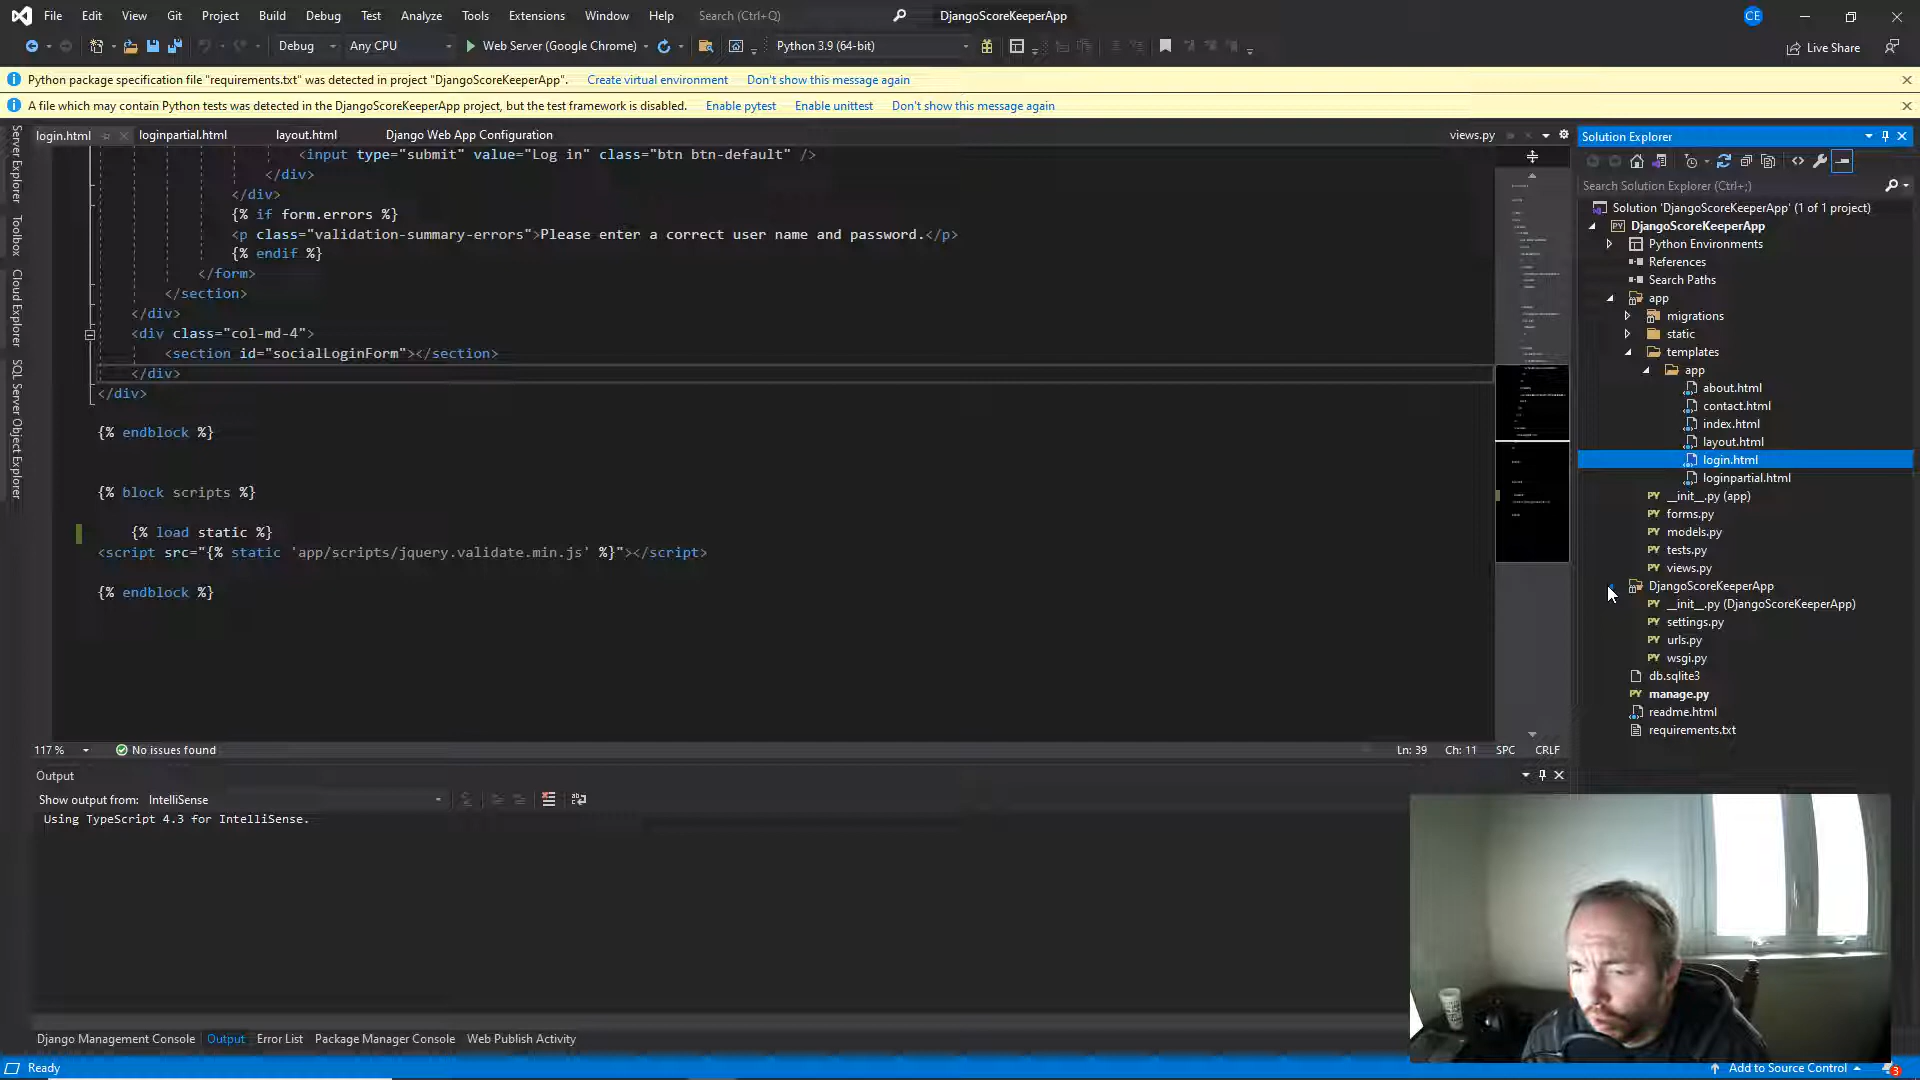 File Edit View Git Project Build Debug Test Analyze Tools Extensions Window Help Search (Ctrl+Q) DjangoScoreKeeperApp CE
Debug Any CPU Web Server (Google Chrome) Python 3.9 (64-bit) Live Share
Python package specification file "requirements.txt" was detected in project "DjangoScoreKeeperApp". Create virtual environment Don't show this message again
A file which may contain Python tests was detected in the DjangoScoreKeeperApp project, but the test framework is disabled. Enable pytest Enable unittest Don't show this message again
Server Explorer
Toolbox
Cloud Explorer
SQL Server Object Explorer
login.html loginpartial.html layout.html Django Web App Configuration views.py
<input type="submit" value="Log in" class="btn btn-default" />
</div>
</div>
{% if form.errors %}
<p class="validation-summary-errors">Please enter a correct user name and password.</p>
{% endif %}
</form>
</section>
</div>
<div class="col-md-4">
<section id="socialLoginForm"></section>
</div>
</div>
{% endblock %}
{% block scripts %}
{% load static %}
<script src="{% static 'app/scripts/jquery.validate.min.js' %}"></script>
{% endblock %}
117 % No issues found Ln: 39 Ch: 11 SPC CRLF
Output
Show output from: IntelliSense
Using TypeScript 4.3 for IntelliSense.
Django Management Console Output Error List Package Manager Console Web Publish Activity
Solution Explorer
Search Solution Explorer (Ctrl+;)
Solution 'DjangoScoreKeeperApp' (1 of 1 project)
PY DjangoScoreKeeperApp
Python Environments
References
Search Paths
app
migrations
static
templates
app
about.html
contact.html
index.html
layout.html
login.html
loginpartial.html
PY __init__.py (app)
PY forms.py
PY models.py
PY tests.py
PY views.py
DjangoScoreKeeperApp
PY __init__.py (DjangoScoreKeeperApp)
PY settings.py
PY urls.py
PY wsgi.py
db.sqlite3
PY manage.py
readme.html
requirements.txt
Ready Add to Source Control 3